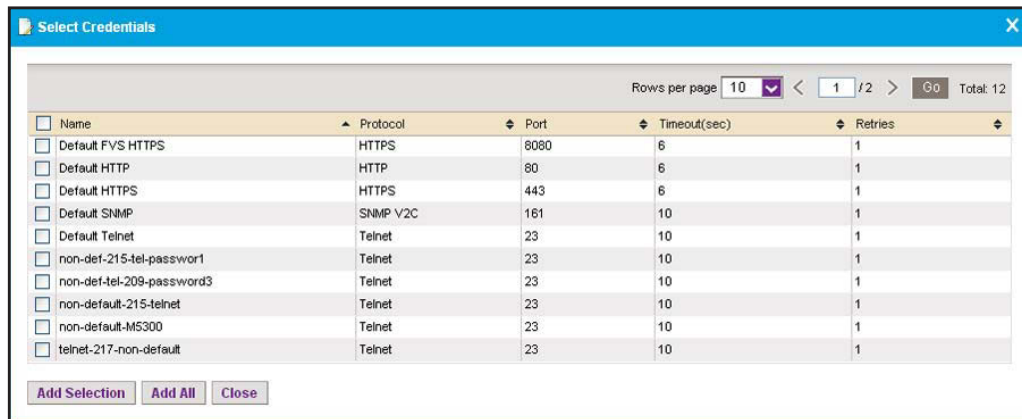 Select Credentials X
Rows per page 10 < 1 / 2 > Go Total: 12
Name Protocol Port Timeout(sec) Retries
Default FVS HTTPS HTTPS 8080 6 1
Default HTTP HTTP 80 6 1
Default HTTPS HTTPS 443 6 1
Default SNMP SNMP V2C 161 10 1
Default Telnet Telnet 23 10 1
non-def-215-tel-passwor1 Telnet 23 10 1
non-def-tel-209-password3 Telnet 23 10 1
non-default-215-telnet Telnet 23 10 1
non-default-M5300 Telnet 23 10 1
telnet-217-non-default Telnet 23 10 1
Add Selection Add All Close